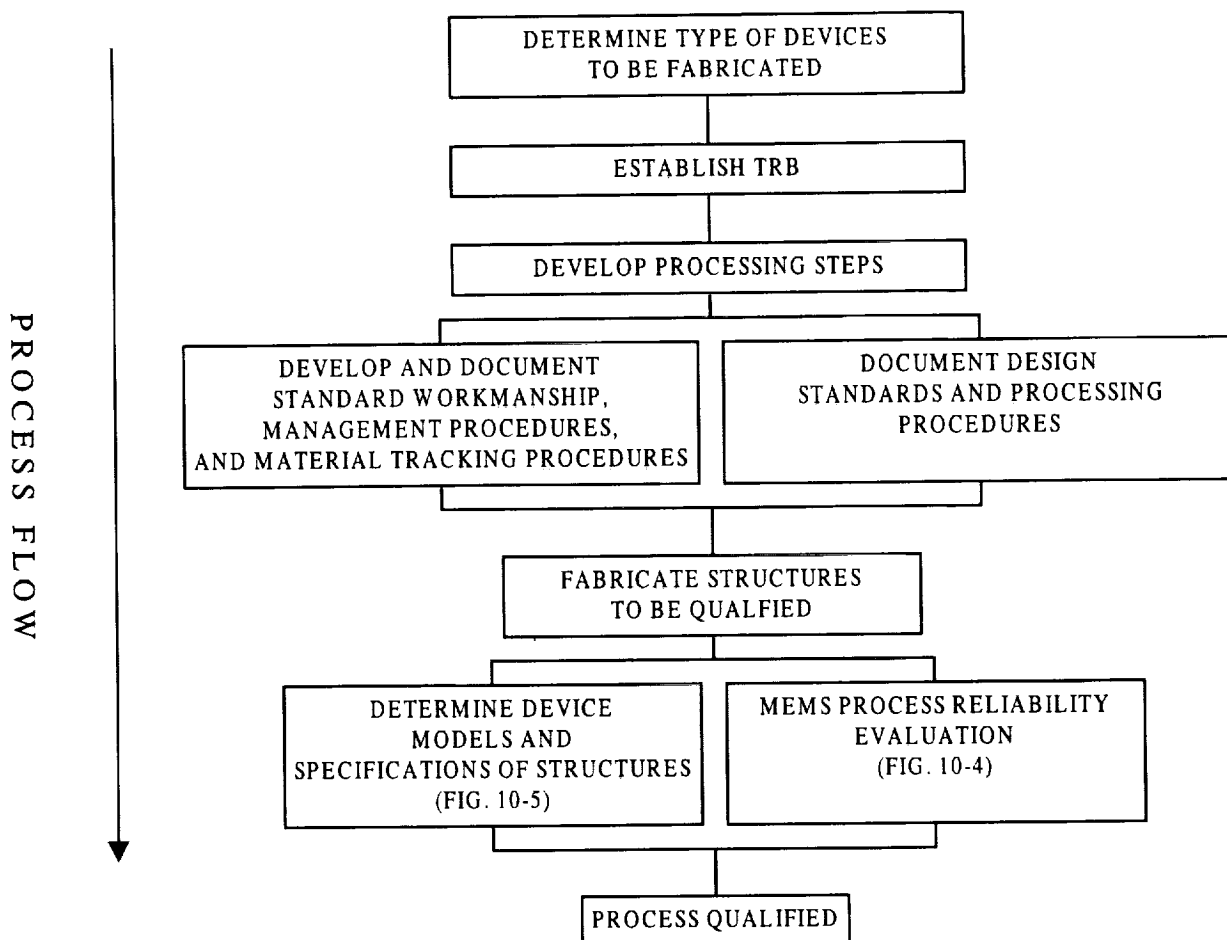 DETERMINE TYPE OF DEVICES
TO BE FABRICATED
ESTABLISH TRB
DEVELOP PROCESSING STEPS
DEVELOP AND DOCUMENT
STANDARD WORKMANSHIP,
MANAGEMENT PROCEDURES,
AND MATERIAL TRACKING PROCEDURES
DOCUMENT DESIGN
STANDARDS AND PROCESSING
PROCEDURES
FABRICATE STRUCTURES
TO BE QUALFIED
DETERMINE DEVICE
MODELS AND
SPECIFICATIONS OF STRUCTURES
(FIG. 10-5)
MEMS PROCESS RELIABILITY
EVALUATION
(FIG. 10-4)
PROCESS QUALIFIED
PROCESS FLOW